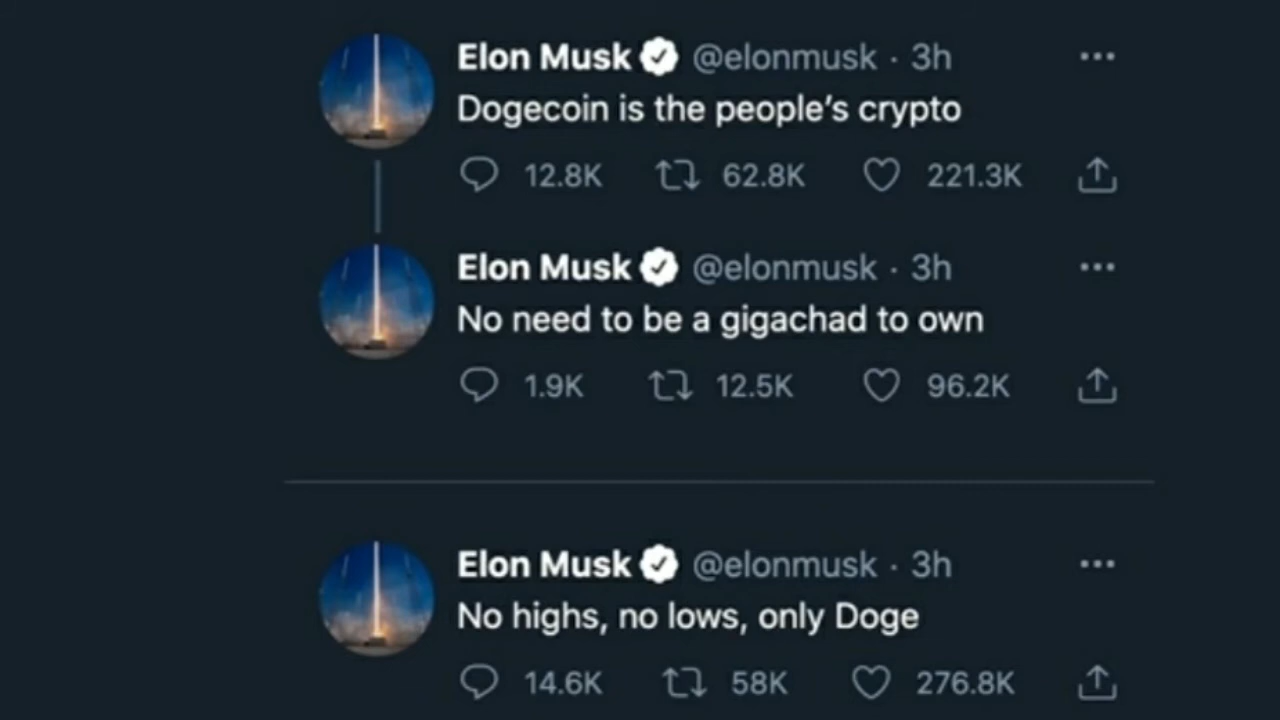 Elon Musk @elonmusk · 3h
Dogecoin is the people's crypto
12.8K 62.8K 221.3K
Elon Musk @elonmusk · 3h
No need to be a gigachad to own
1.9K 12.5K 96.2K
Elon Musk @elonmusk · 3h
No highs, no lows, only Doge
14.6K 58K 276.8K